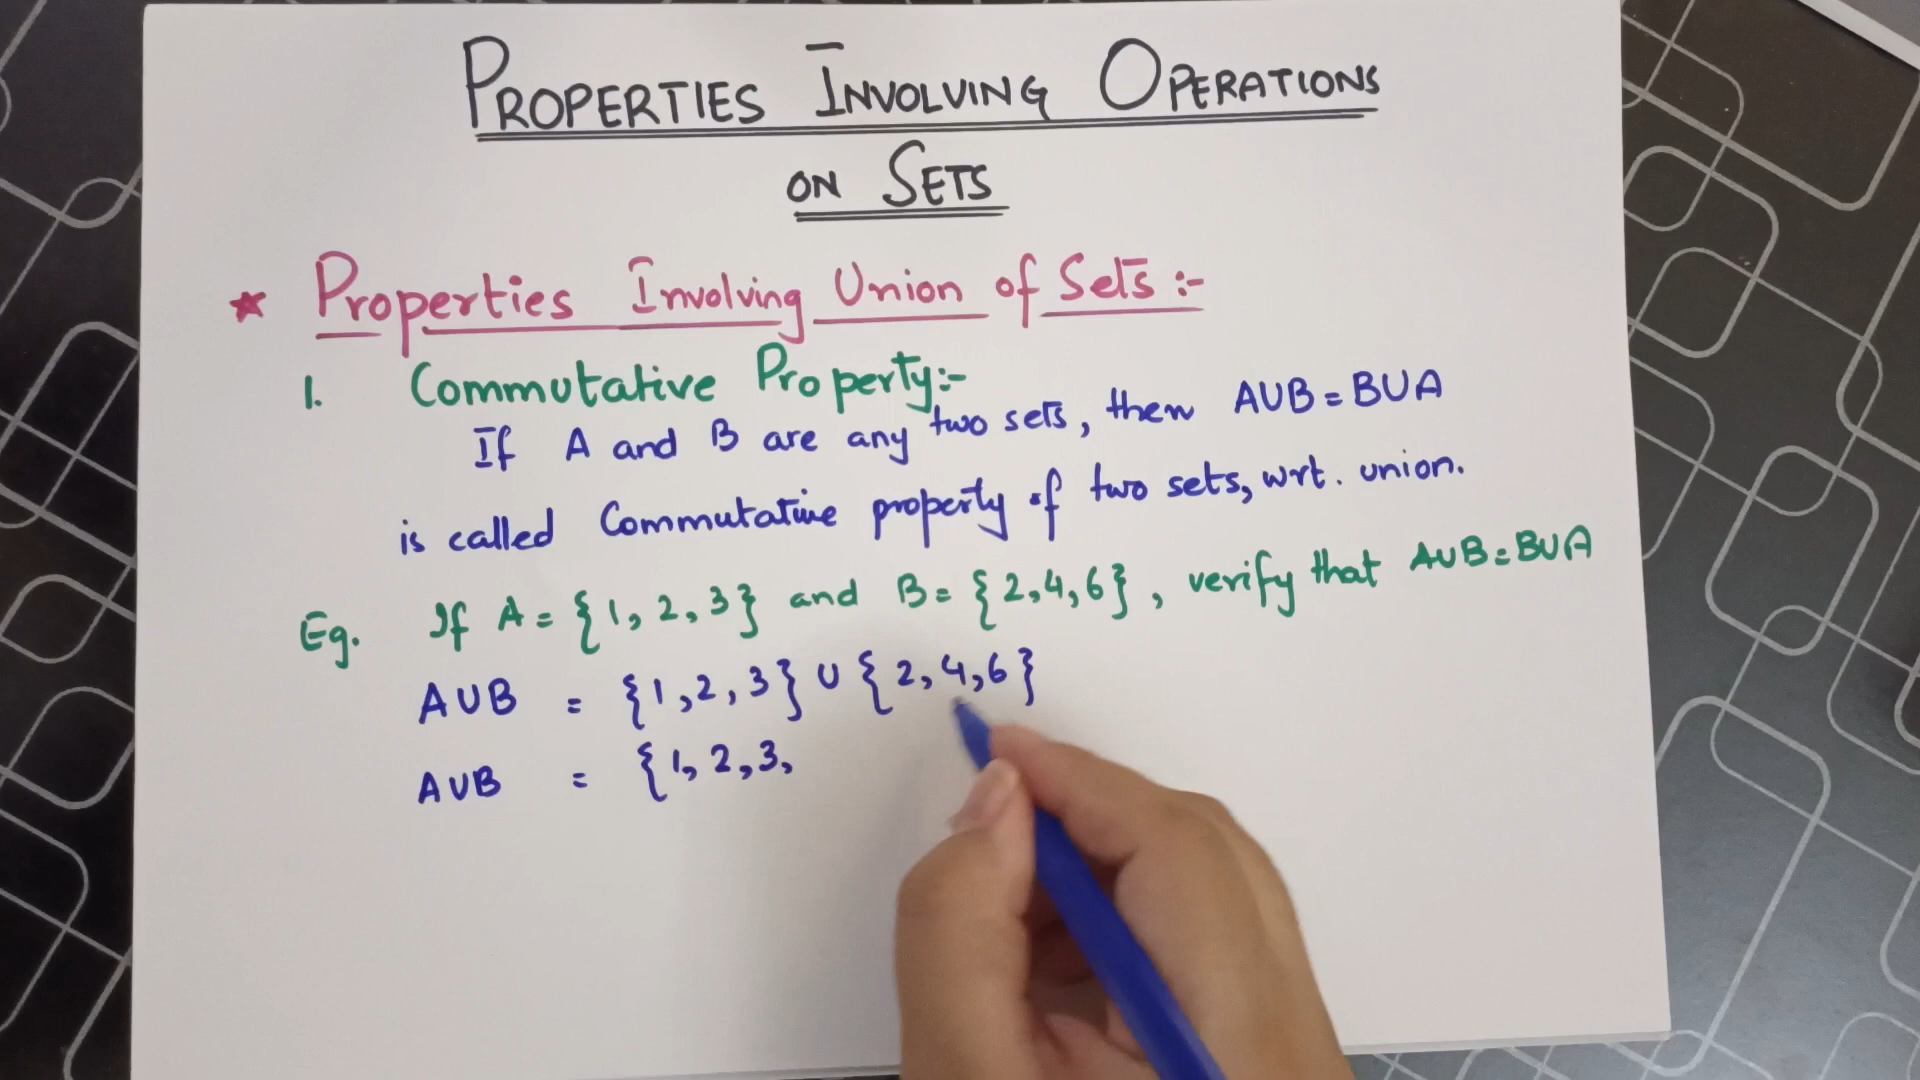 PROPERTIES INVOLVING OPERATIONS
ON SETS
* Properties Involving Union of Sets:-
1. Commutative Property:-
If A and B are any two sets, then AUB = BUA
is called Commutative property of two sets, wrt. union.
Eg. If A = {1, 2, 3} and B = {2, 4, 6}, verify that AUB = BUA
AUB = {1, 2, 3} U {2, 4, 6}
AUB = {1, 2, 3,